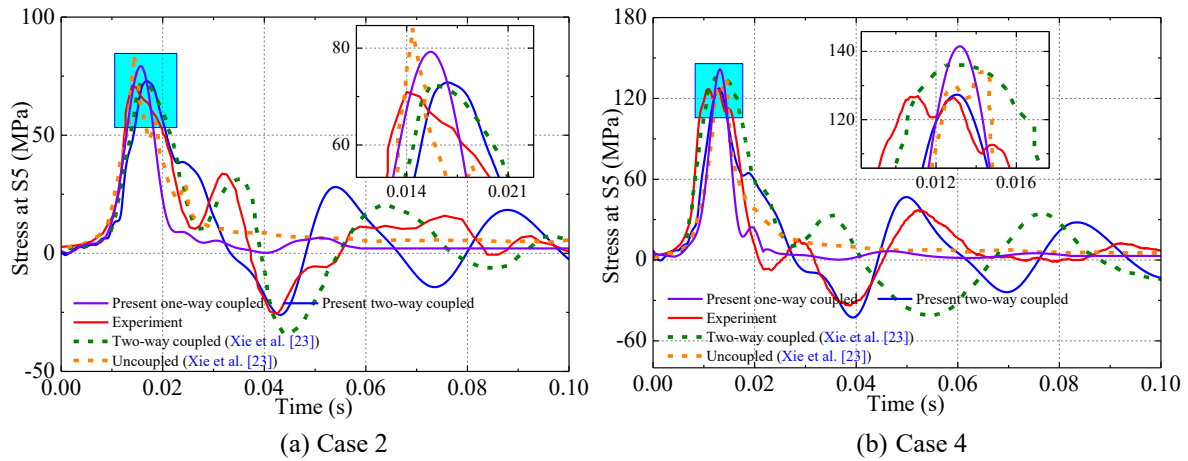 100
50
0
-50
Stress at S5 (MPa)
0.00
0.02
0.04
0.06
0.08
0.10
Time (s)
80
60
0.014
0.021
Present one-way coupled
Present two-way coupled
Experiment
Two-way coupled (Xie et al. [23])
Uncoupled (Xie et al. [23])
(a) Case 2
180
120
60
0
-60
Stress at S5 (MPa)
0.00
0.02
0.04
0.06
0.08
0.10
Time (s)
140
120
0.012
0.016
Present one-way coupled
Present two-way coupled
Experiment
Two-way coupled (Xie et al. [23])
Uncoupled (Xie et al. [23])
(b) Case 4